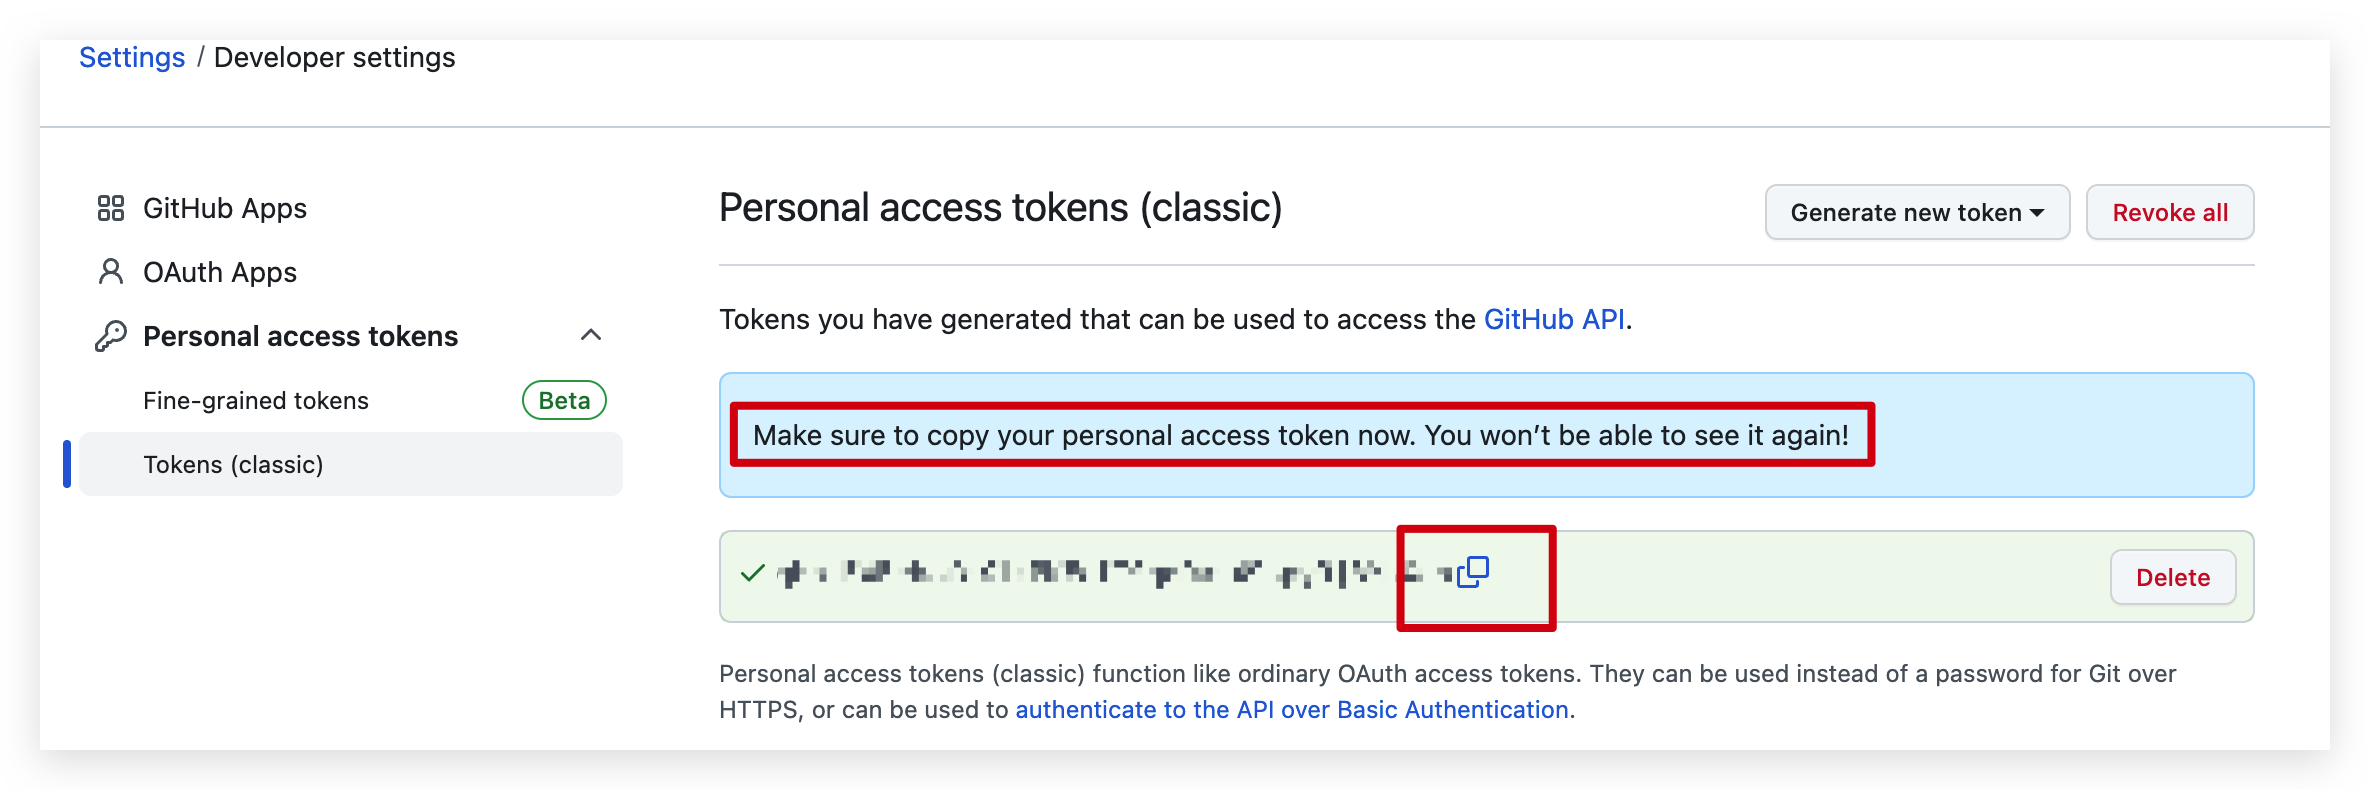 Settings / Developer settings
GitHub Apps
OAuth Apps
Personal access tokens
Fine-grained tokens
Beta
Tokens (classic)
Personal access tokens (classic)
Generate new token
Revoke all
Tokens you have generated that can be used to access the GitHub API.
Make sure to copy your personal access token now. You won’t be able to see it again!
Delete
Personal access tokens (classic) function like ordinary OAuth access tokens. They can be used instead of a password for Git over
HTTPS, or can be used to authenticate to the API over Basic Authentication.